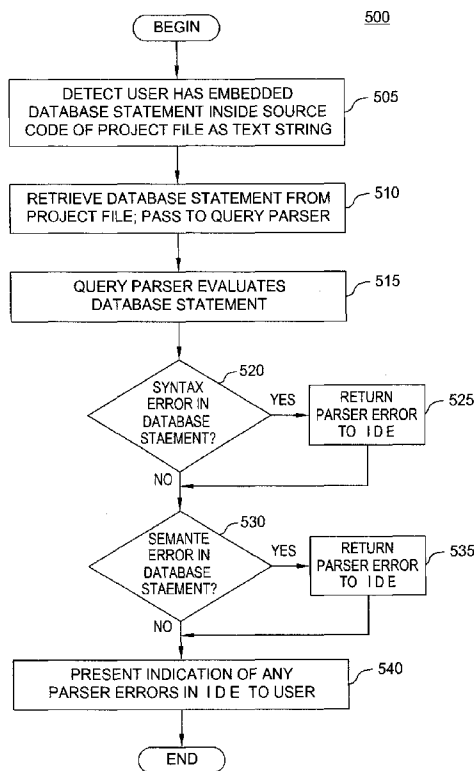 500
BEGIN
DETECT USER HAS EMBEDDED
DATABASE STATEMENT INSIDE SOURCE
CODE OF PROJECT FILE AS TEXT STRING
505
RETRIEVE DATABASE STATEMENT FROM
PROJECT FILE; PASS TO QUERY PARSER
510
QUERY PARSER EVALUATES
DATABASE STATEMENT
515
520
SYNTAX
ERROR IN
DATABASE
STAEMENT?
YES
RETURN
PARSER ERROR
TO I D E
525
NO
530
SEMANTE
ERROR IN
DATABASE
STAEMENT?
YES
RETURN
PARSER ERROR
TO I D E
535
NO
PRESENT INDICATION OF ANY
PARSER ERRORS IN I D E TO USER
540
END